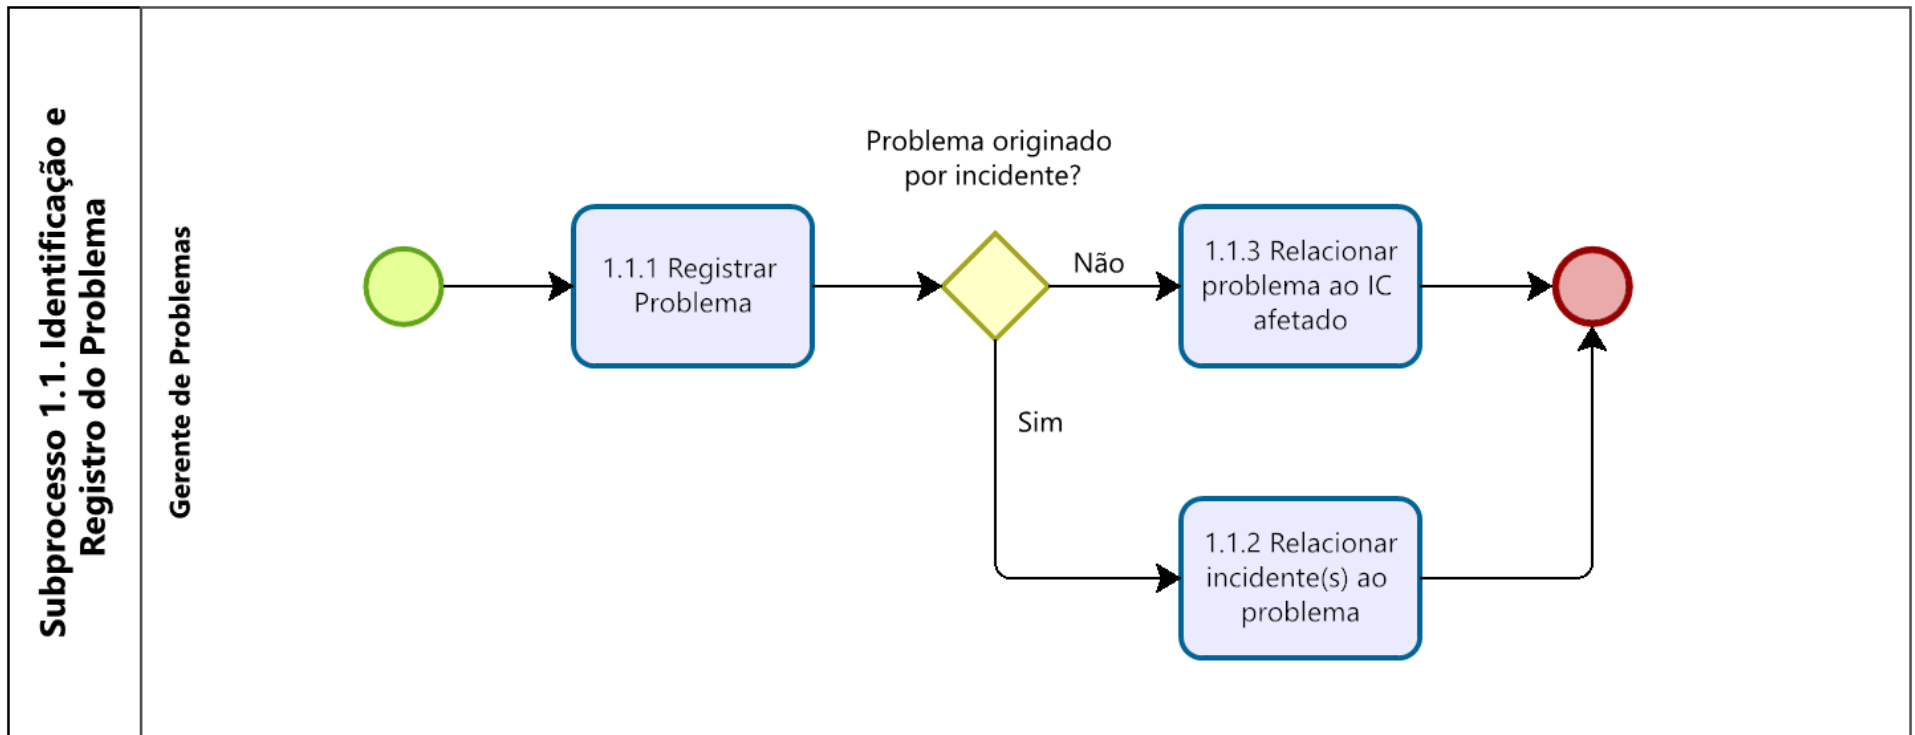 Subprocesso 1.1. Identificação e
Registro do Problema
Gerente de Problemas
1.1.1 Registrar
Problema
Problema originado
por incidente?
Não
Sim
1.1.3 Relacionar
problema ao IC
afetado
1.1.2 Relacionar
incidente(s) ao
problema